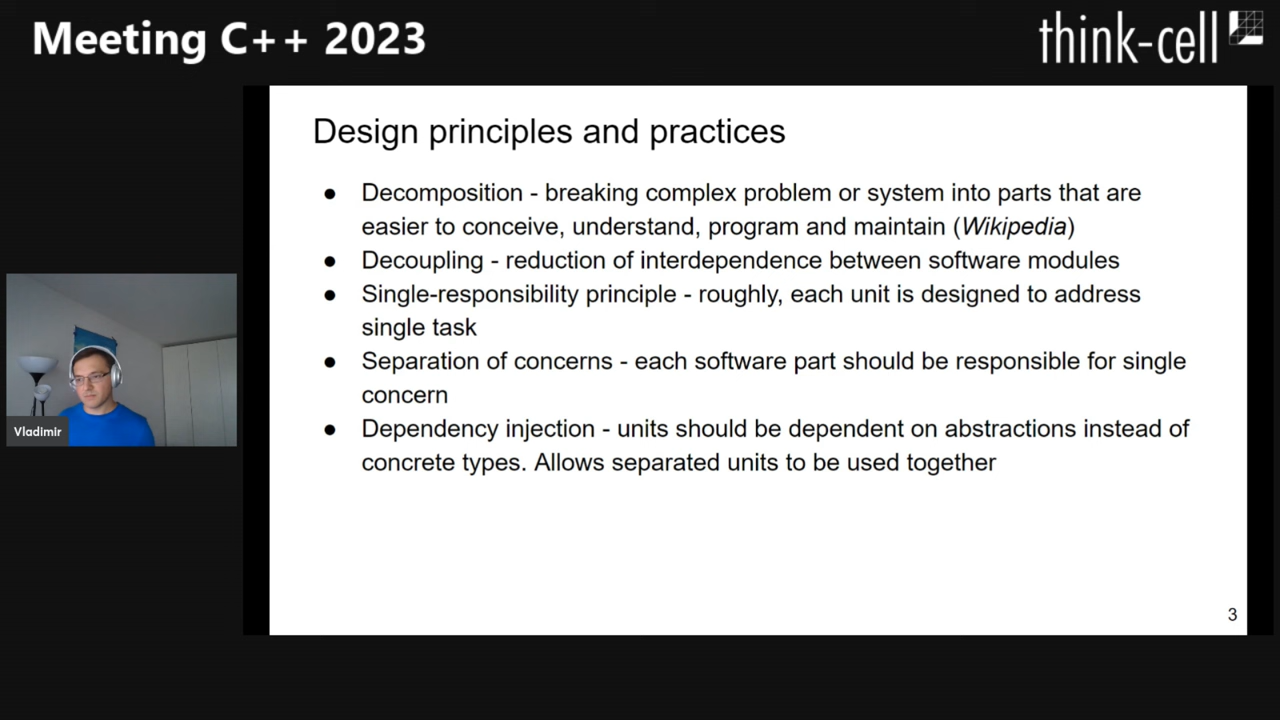 Meeting C++ 2023
think-cell
Design principles and practices
● Decomposition - breaking complex problem or system into parts that are
easier to conceive, understand, program and maintain (Wikipedia)
● Decoupling - reduction of interdependence between software modules
● Single-responsibility principle - roughly, each unit is designed to address
single task
● Separation of concerns - each software part should be responsible for single
concern
● Dependency injection - units should be dependent on abstractions instead of
concrete types. Allows separated units to be used together
Vladimir
3